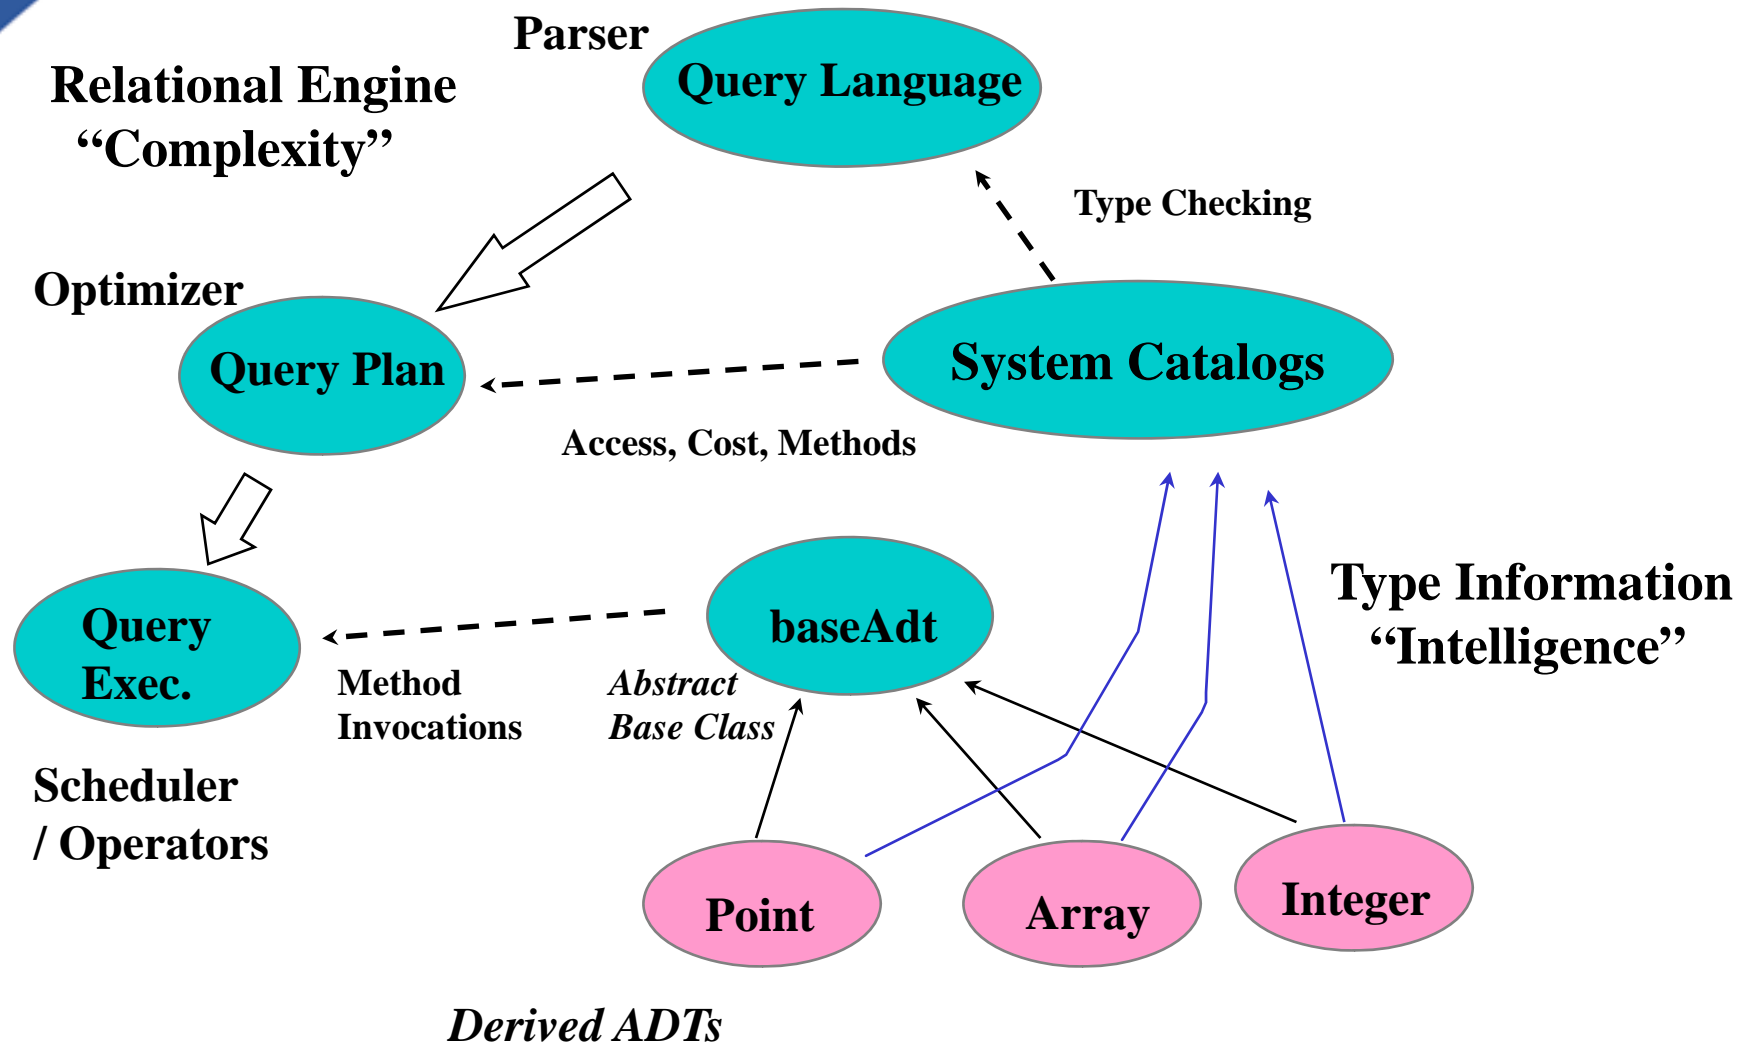 Parser
Query Language
Relational Engine
“Complexity”
Type Checking
Optimizer
Query Plan
System Catalogs
Access, Cost, Methods
Type Information
“Intelligence”
baseAdt
Query
Exec.
Method
Invocations
Abstract
Base Class
Scheduler
/ Operators
Point
Array
Integer
Derived ADTs